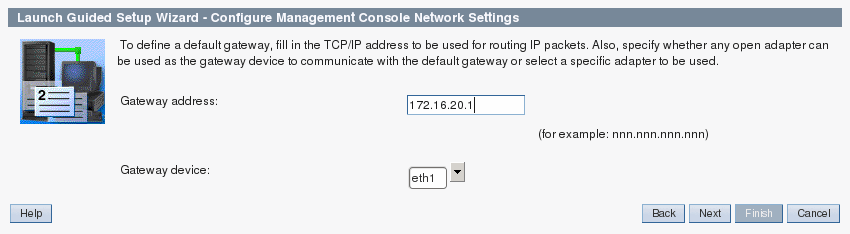 Launch Guided Setup Wizard - Configure Management Console Network Settings
To define a default gateway, fill in the TCP/IP address to be used for routing IP packets. Also, specify whether any open adapter can
be used as the gateway device to communicate with the default gateway or select a specific adapter to be used.
2
Gateway address:
172.16.20.1
(for example: nnn.nnn.nnn.nnn)
Gateway device:
eth1
Help Back Next Finish Cancel